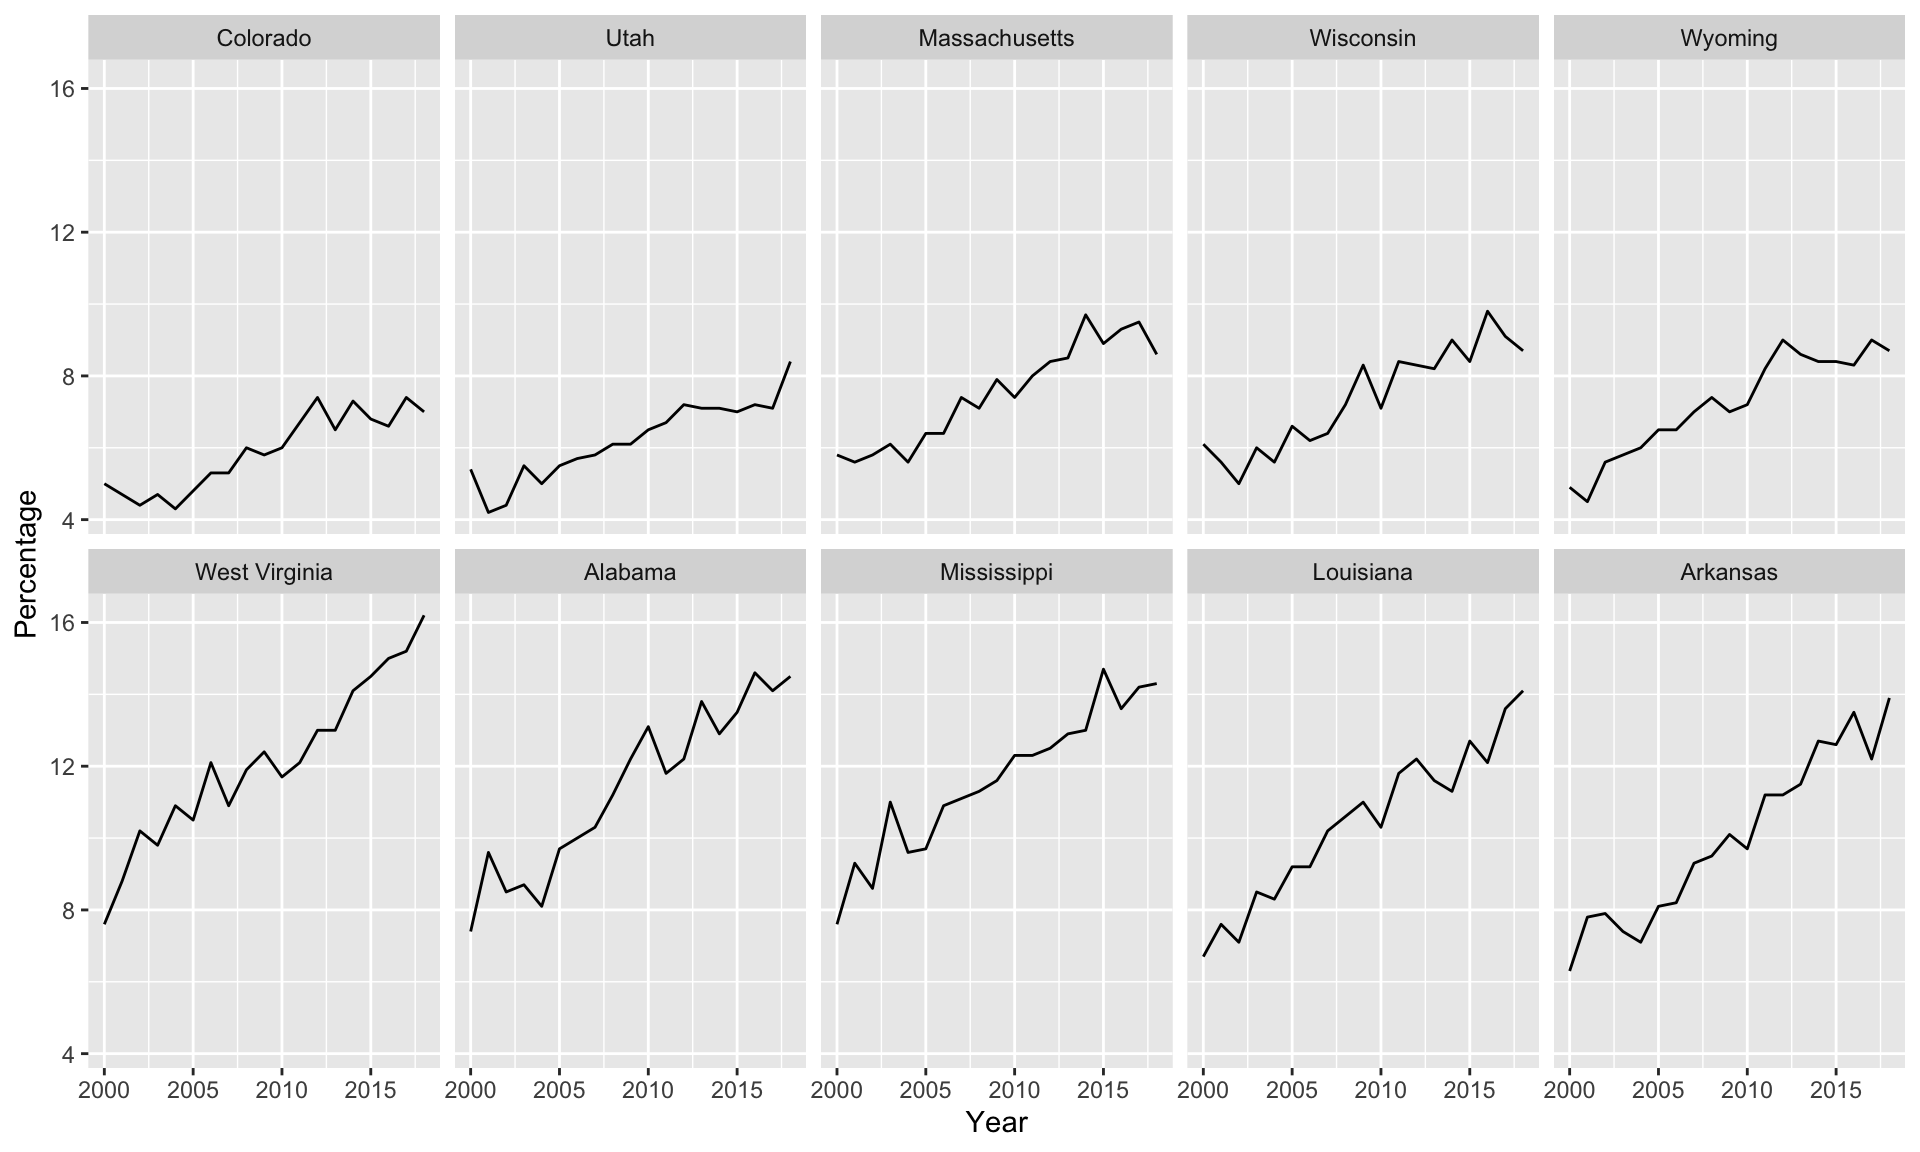 Colorado Utah Massachusetts Wisconsin Wyoming
16
12
8
4
Percentage
West Virginia Alabama Mississippi Louisiana Arkansas
16
12
8
4
2000 2005 2010 2015 2000 2005 2010 2015 2000 2005 2010 2015 2000 2005 2010 2015 2000 2005 2010 2015
Year